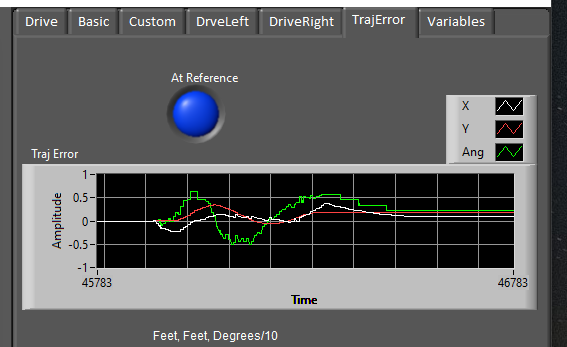 Drive Basic Custom DrveLeft DriveRight TrajError Variables
At Reference
X
Y
Ang
Traj Error
1
0.5
0
-0.5
-1
Amplitude
45783 46783
Time
Feet, Feet, Degrees/10